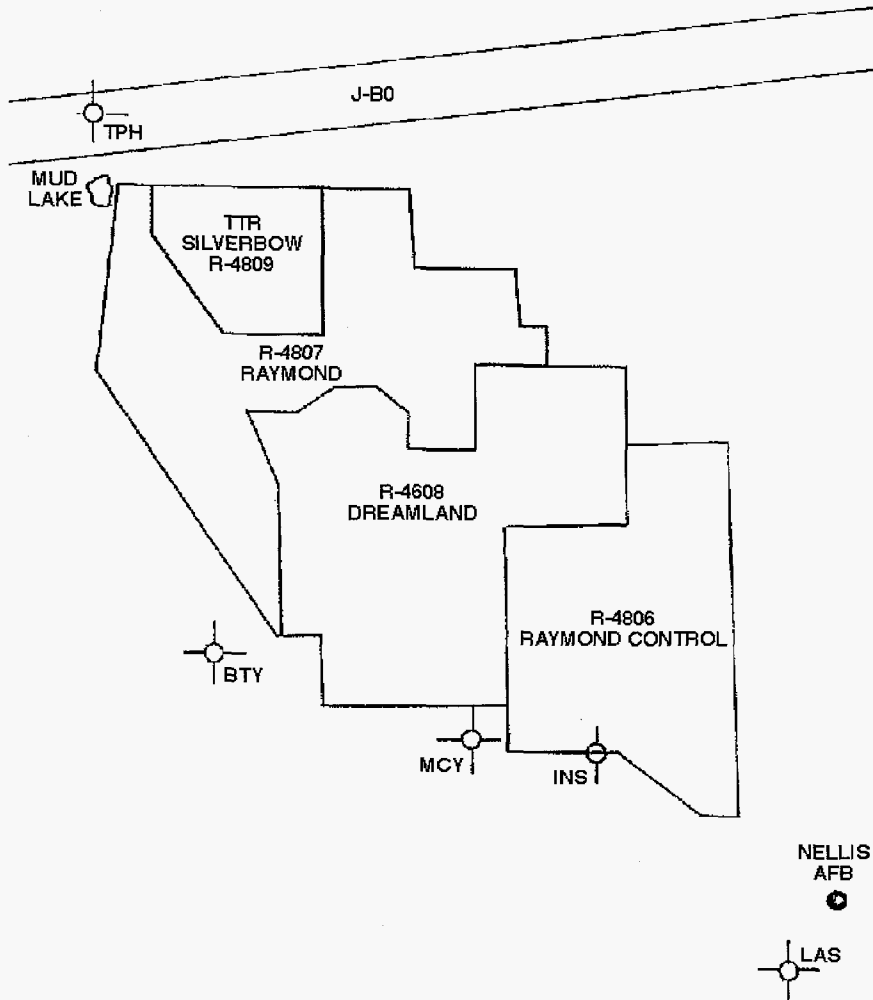 J-B0
TPH
MUD
LAKE
TTR
SILVERBOW
R-4809
R-4807
RAYMOND
R-4608
DREAMLAND
R-4806
RAYMOND CONTROL
BTY
MCY
INS
NELLIS
AFB
LAS